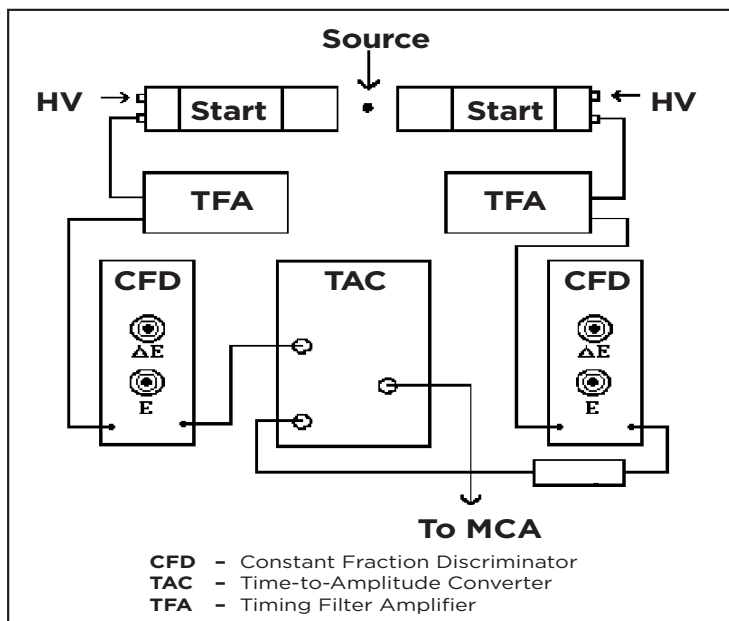 Source
HV Start Start HV
TFA TFA
CFD TAC CFD
ΔE ΔE
E E
To MCA
CFD – Constant Fraction Discriminator
TAC – Time-to-Amplitude Converter
TFA – Timing Filter Amplifier